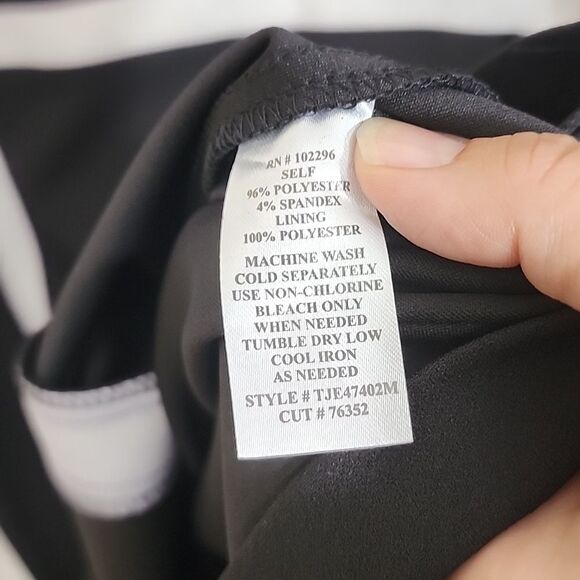 RN # 102296
SELF
96% POLYESTER
4% SPANDEX
LINING
100% POLYESTER
MACHINE WASH
COLD SEPARATELY
USE NON-CHLORINE
BLEACH ONLY
WHEN NEEDED
TUMBLE DRY LOW
COOL IRON
AS NEEDED
STYLE # TJE47402M
CUT # 76352